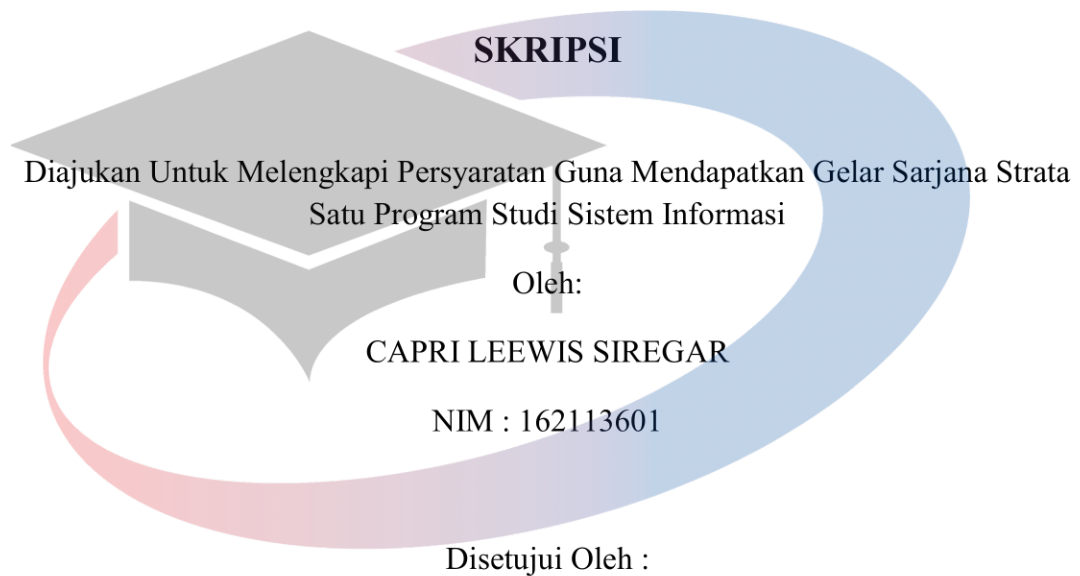 SKRIPSI
Diajukan Untuk Melengkapi Persyaratan Guna Mendapatkan Gelar Sarjana Strata
Satu Program Studi Sistem Informasi
Oleh:
CAPRI LEEWIS SIREGAR
NIM : 162113601
Disetujui Oleh :